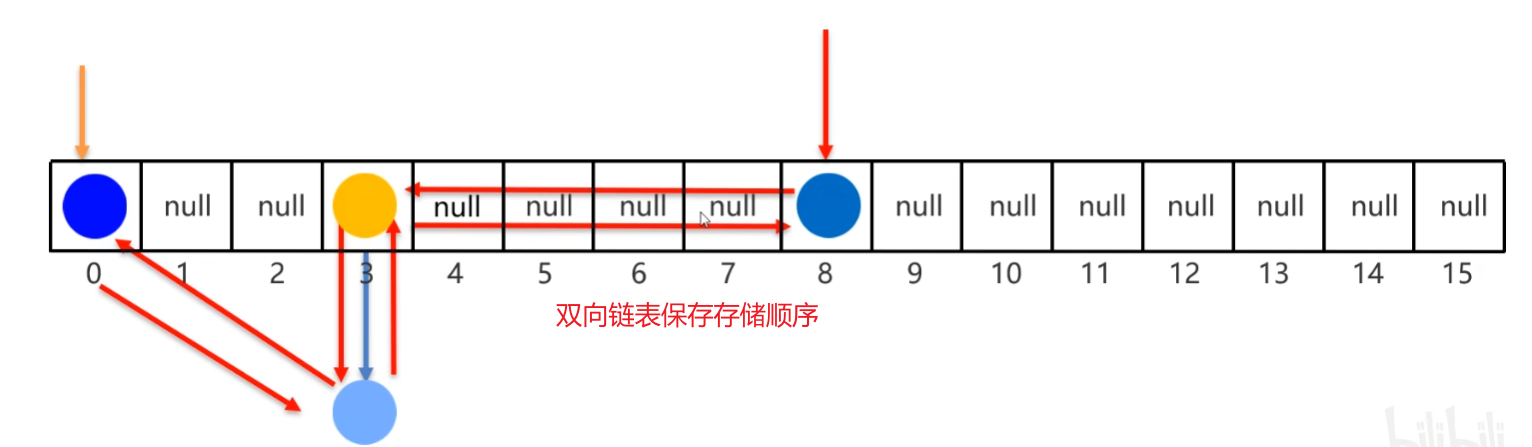 null null null null null null null null null null null null null
0 1 2 3 4 5 6 7 8 9 10 11 12 13 14 15
双向链表保存存储顺序
bilibili